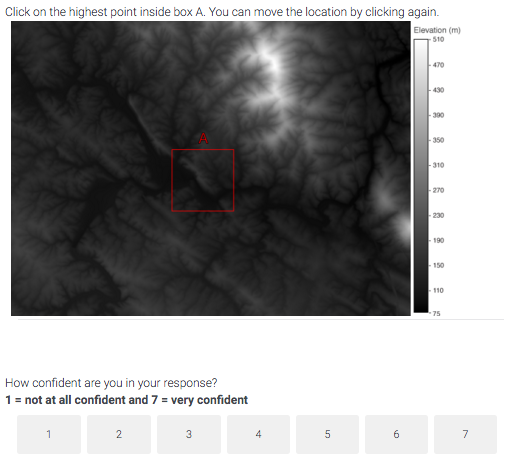 Click on the highest point inside box A. You can move the location by clicking again.
Elevation (m)
510
470
430
390
350
310
270
230
190
150
110
75
A
How confident are you in your response?
1 = not at all confident and 7 = very confident
1 2 3 4 5 6 7